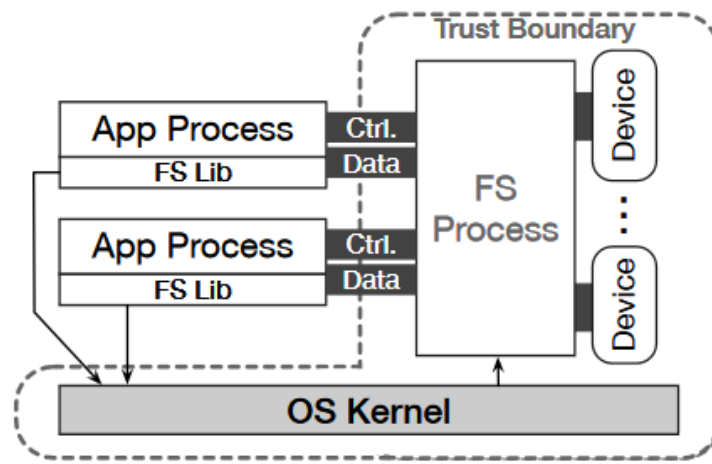 Trust Boundary
App Process
FS Lib
Ctrl.
Data
App Process
FS Lib
Ctrl.
Data
FS
Process
Device
...
Device
OS Kernel